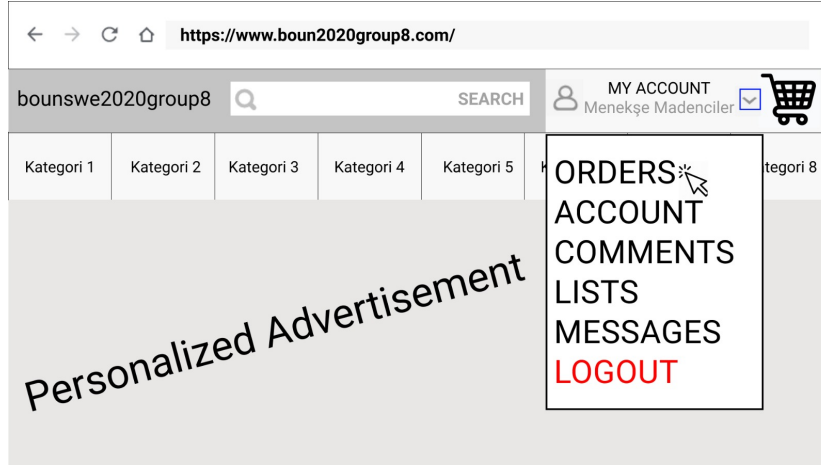 https://www.boun2020group8.com/
bounswe2020group8
SEARCH
MY ACCOUNT
Menekşe Madenciler
Kategori 1
Kategori 2
Kategori 3
Kategori 4
Kategori 5
tegori 8
ORDERS
ACCOUNT
COMMENTS
LISTS
MESSAGES
LOGOUT
Personalized Advertisement